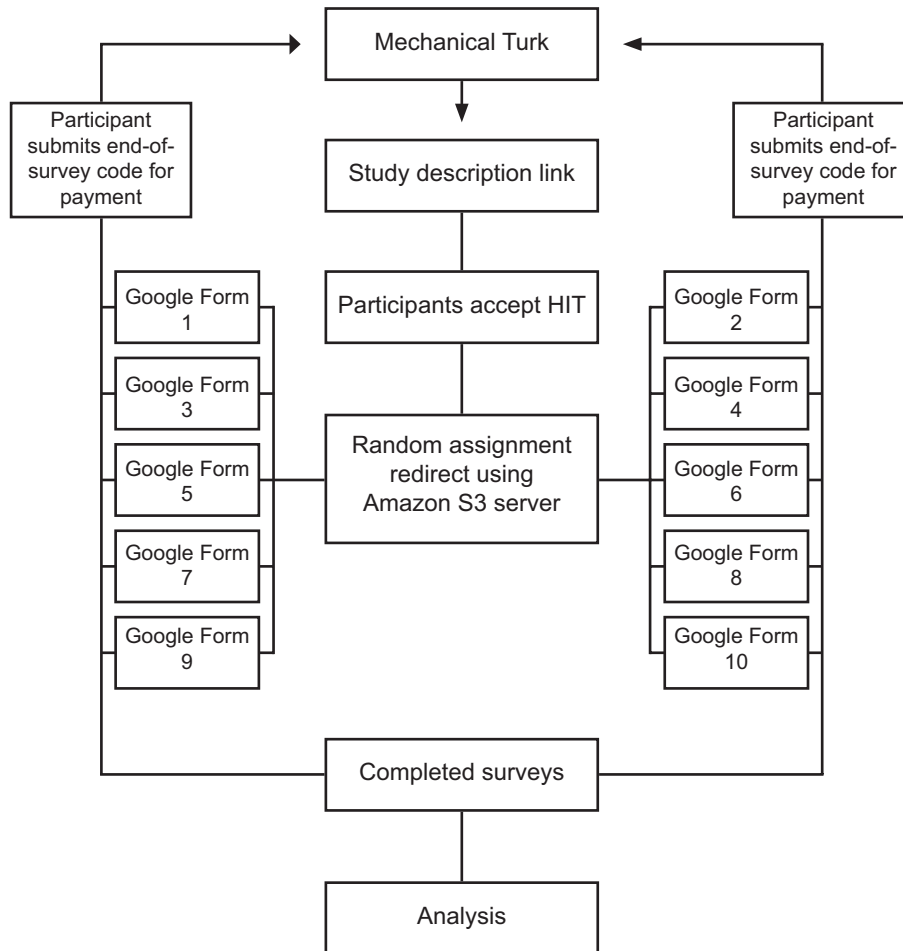 Mechanical Turk
Participant
submits end-of-
survey code for
payment
Participant
submits end-of-
survey code for
payment
Study description link
Participants accept HIT
Google Form
1
Google Form
2
Google Form
3
Google Form
4
Random assignment
redirect using
Amazon S3 server
Google Form
5
Google Form
6
Google Form
7
Google Form
8
Google Form
9
Google Form
10
Completed surveys
Analysis